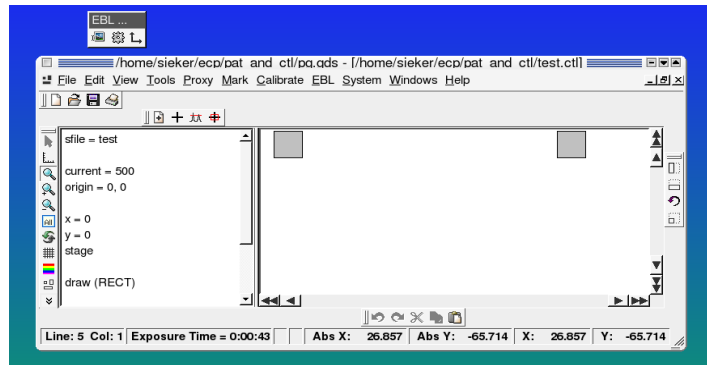 EBL ...
/home/sieker/ecp/pat_and_ctl/pg.gds - [/home/sieker/ecp/pat_and_ctl/test.ctl]
File Edit View Tools Proxy Mark Calibrate EBL System Windows Help
sfile = test
current = 500
origin = 0, 0
x = 0
y = 0
stage
draw (RECT)
All
Line: 5 Col: 1 Exposure Time = 0:00:43 Abs X: 26.857 Abs Y: -65.714 X: 26.857 Y: -65.714